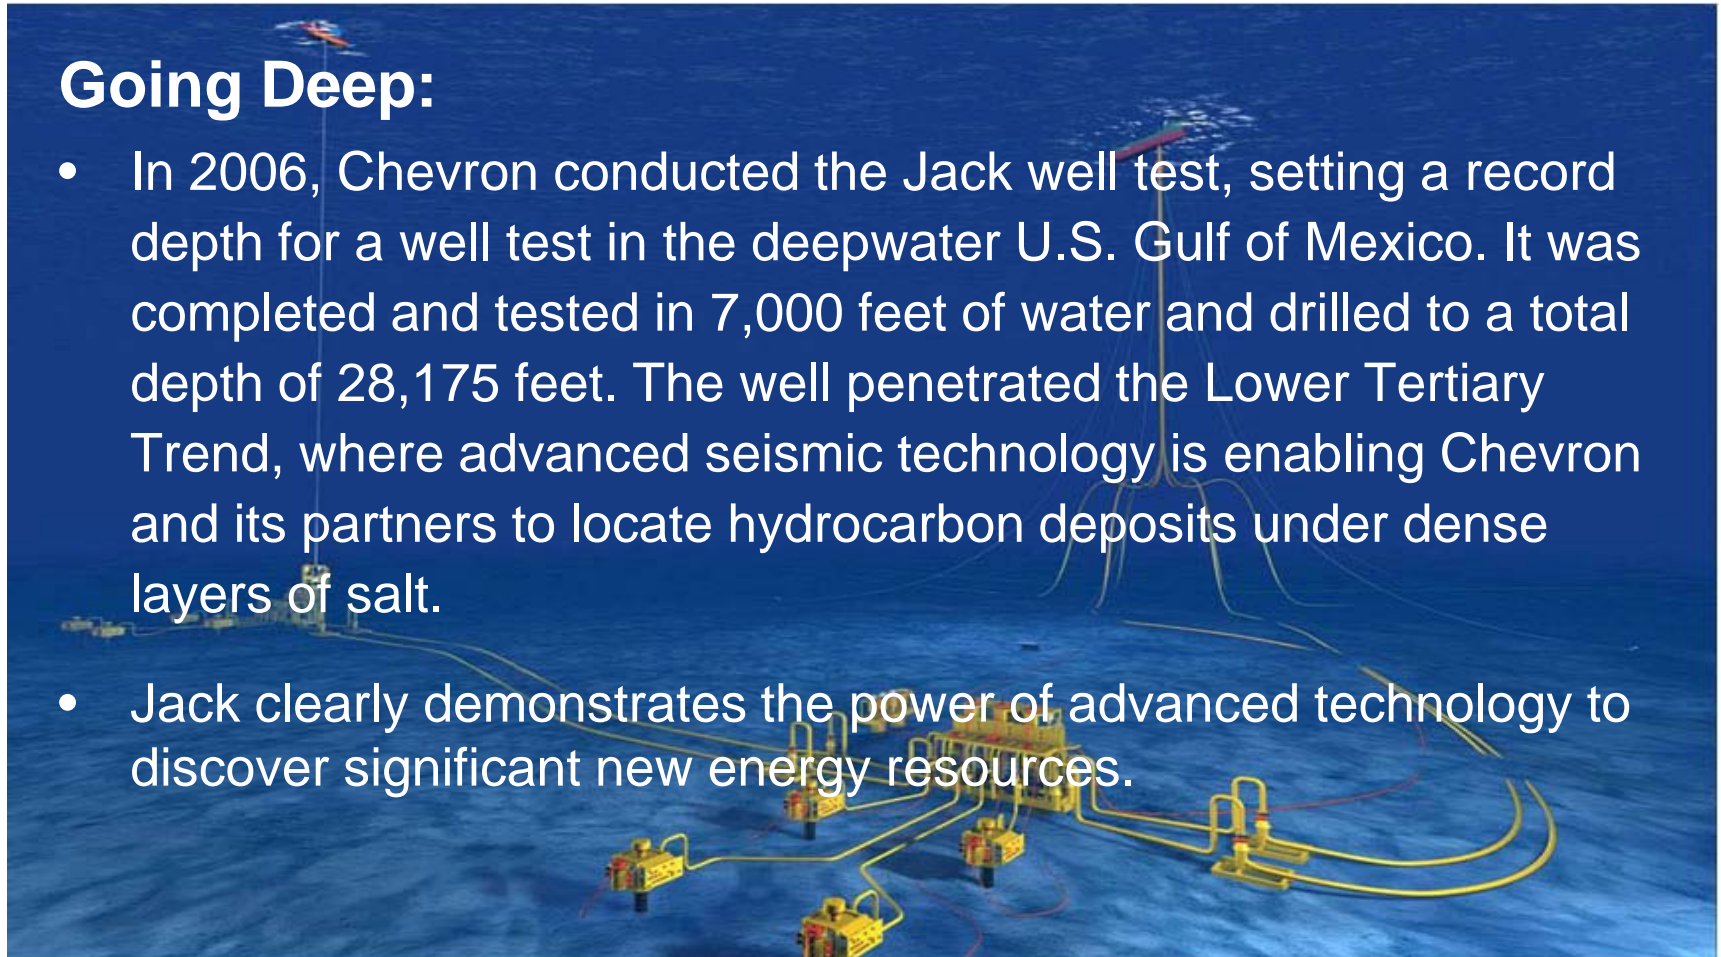 Going Deep:
• In 2006, Chevron conducted the Jack well test, setting a record
depth for a well test in the deepwater U.S. Gulf of Mexico. It was
completed and tested in 7,000 feet of water and drilled to a total
depth of 28,175 feet. The well penetrated the Lower Tertiary
Trend, where advanced seismic technology is enabling Chevron
and its partners to locate hydrocarbon deposits under dense
layers of salt.
• Jack clearly demonstrates the power of advanced technology to
discover significant new energy resources.